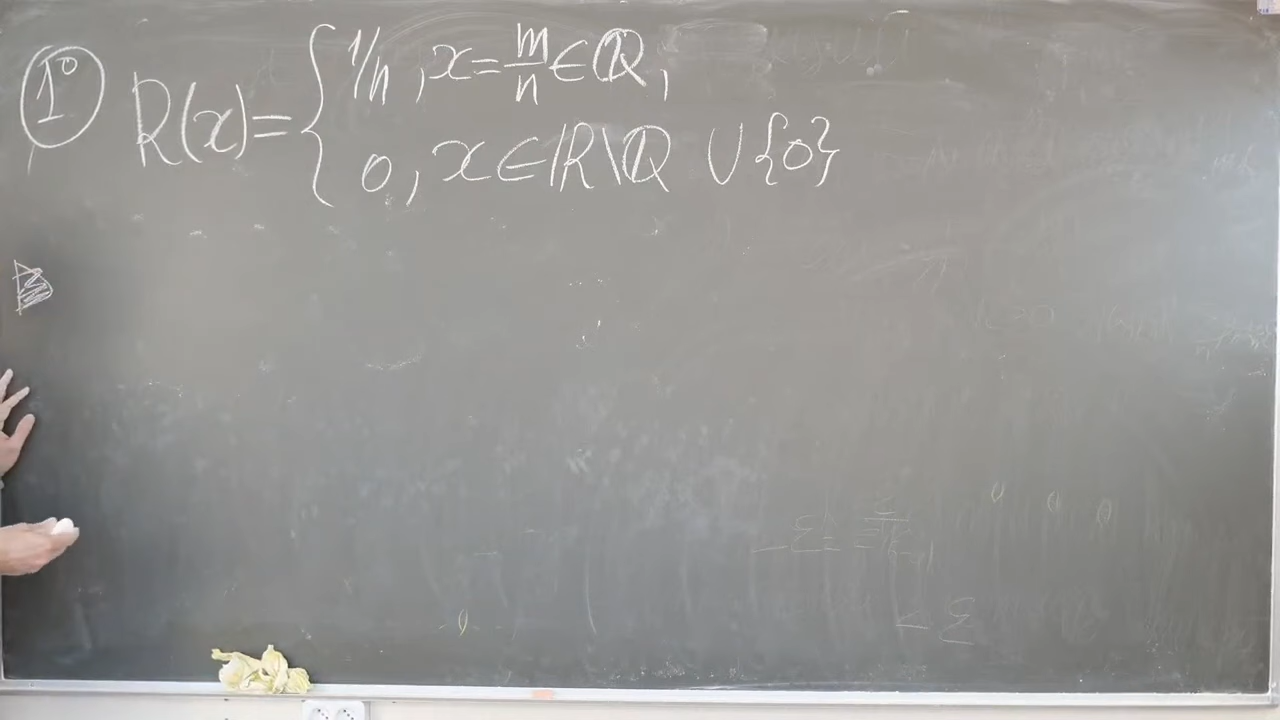 1° R(x) = { 1/n, x = m/n ∈ ℚ,
0, x ∈ ℝ\ℚ ∪ {0}